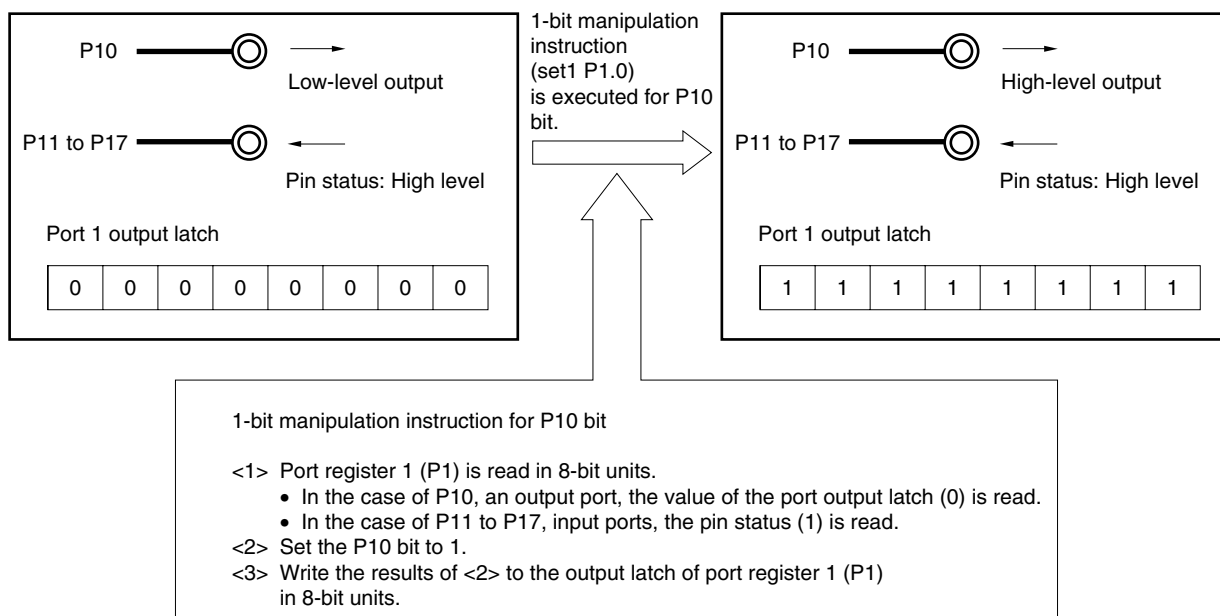 P10
Low-level output
P11 to P17
Pin status: High level
Port 1 output latch
0 0 0 0 0 0 0 0
1-bit manipulation
instruction
(set1 P1.0)
is executed for P10
bit.
P10
High-level output
P11 to P17
Pin status: High level
Port 1 output latch
1 1 1 1 1 1 1 1
1-bit manipulation instruction for P10 bit
<1> Port register 1 (P1) is read in 8-bit units.
• In the case of P10, an output port, the value of the port output latch (0) is read.
• In the case of P11 to P17, input ports, the pin status (1) is read.
<2> Set the P10 bit to 1.
<3> Write the results of <2> to the output latch of port register 1 (P1)
in 8-bit units.